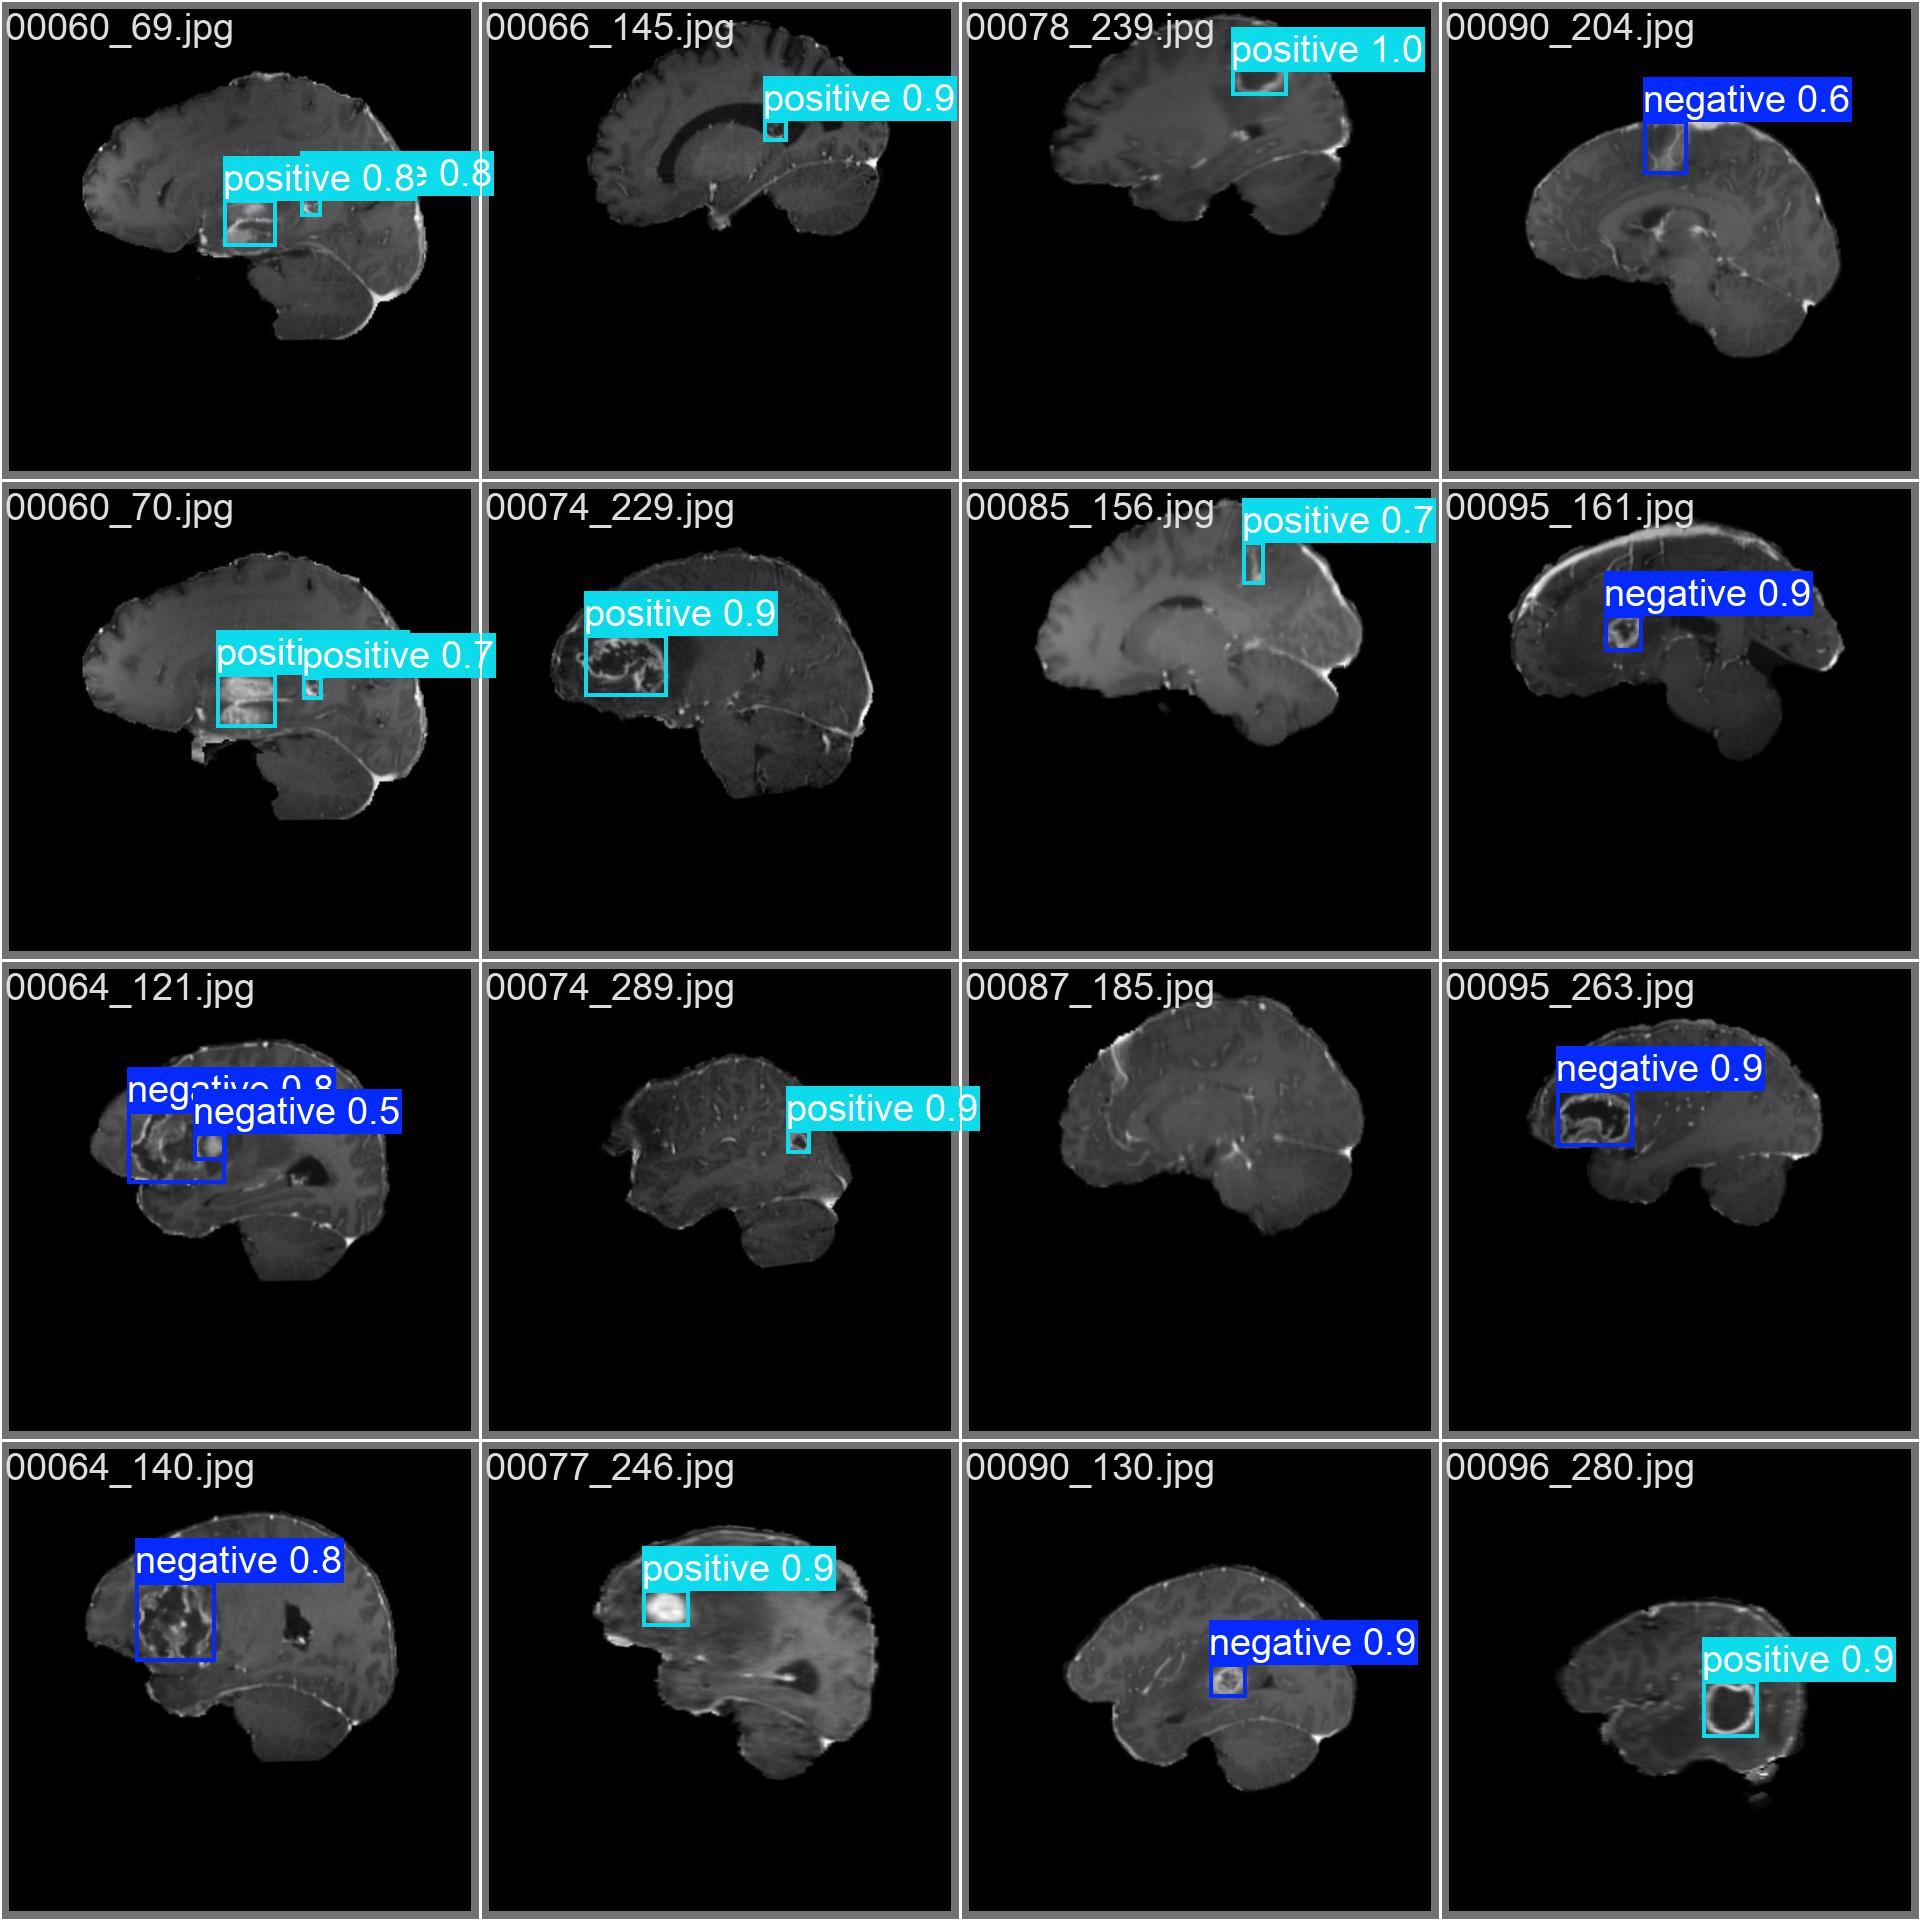 00060_69.jpg
positive 0.8
e 0.8
00066_145.jpg
positive 0.9
00078_239.jpg
positive 1.0
00090_204.jpg
negative 0.6
00060_70.jpg
positi
positive 0.7
00074_229.jpg
positive 0.9
00085_156.jpg
positive 0.7
00095_161.jpg
negative 0.9
00064_121.jpg
negative 0.8
negative 0.5
00074_289.jpg
positive 0.9
00087_185.jpg
00095_263.jpg
negative 0.9
00064_140.jpg
negative 0.8
00077_246.jpg
positive 0.9
00090_130.jpg
negative 0.9
00096_280.jpg
positive 0.9